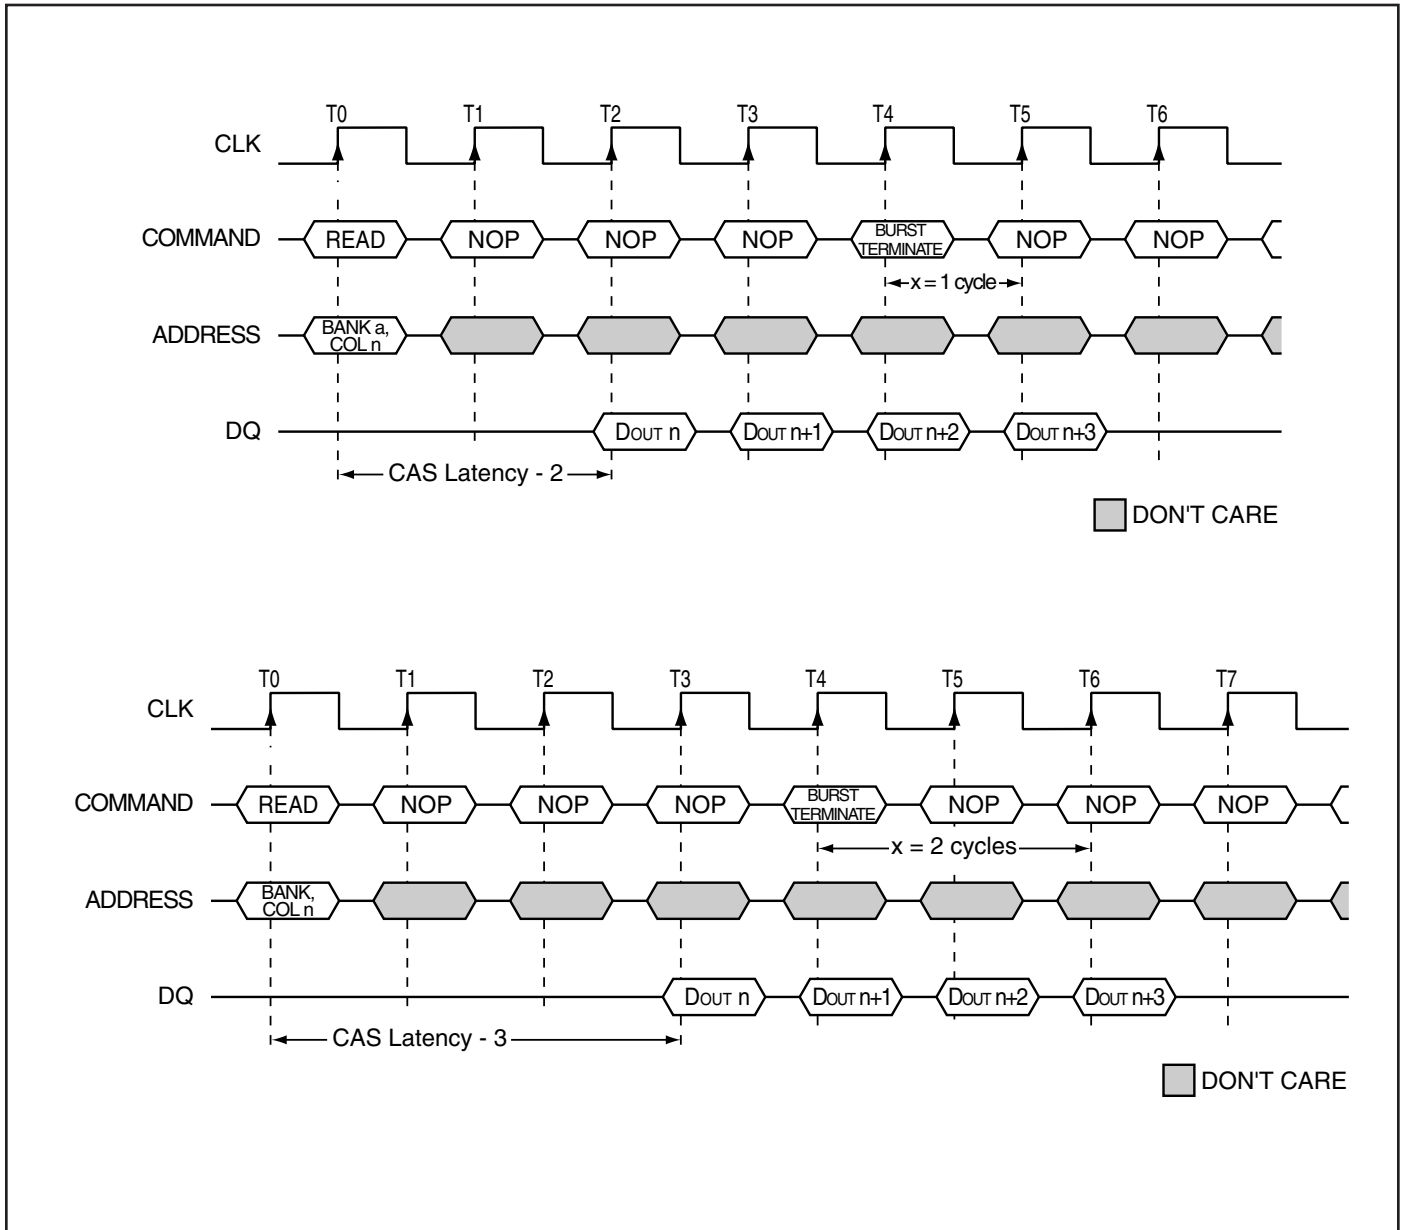 T0 T1 T2 T3 T4 T5 T6
CLK
COMMAND READ NOP NOP NOP BURST TERMINATE NOP NOP
x = 1 cycle
ADDRESS BANK a, COL n
DQ DOUT n DOUT n+1 DOUT n+2 DOUT n+3
CAS Latency - 2
DON'T CARE
T0 T1 T2 T3 T4 T5 T6 T7
CLK
COMMAND READ NOP NOP NOP BURST TERMINATE NOP NOP NOP
x = 2 cycles
ADDRESS BANK, COL n
DQ DOUT n DOUT n+1 DOUT n+2 DOUT n+3
CAS Latency - 3
DON'T CARE